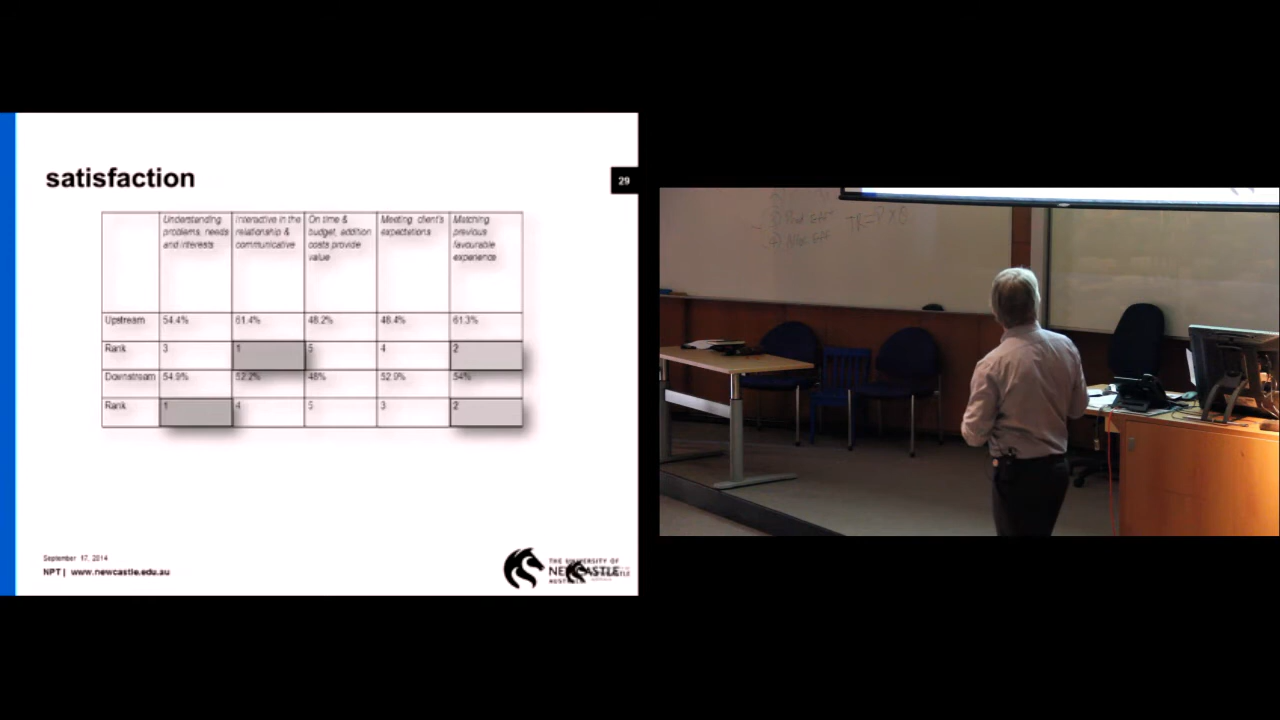 satisfaction
29
Understanding problems, needs and interests
Interactive in the relationship & communicative
On time & budget, addition costs provide value
Meeting client's expectations
Matching previous favourable experience
Upstream 54.4% 61.4% 48.2% 48.4% 61.3%
Rank 3 1 5 4 2
Downstream 54.9% 52.2% 48% 52.9% 54%
Rank 1 4 5 3 2
September 17, 2014
NPT | www.newcastle.edu.au
THE UNIVERSITY OF
NEWCASTLE
AUSTRALIA
TR = P X Q